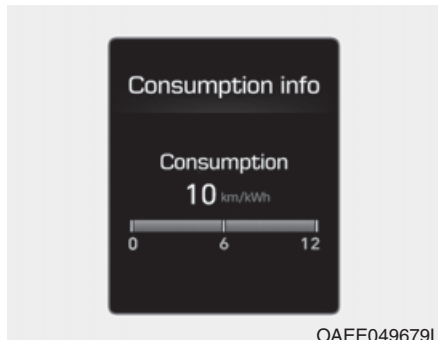 Consumption info
Consumption
10 km/kWh
0 6 12
OAEE049679L